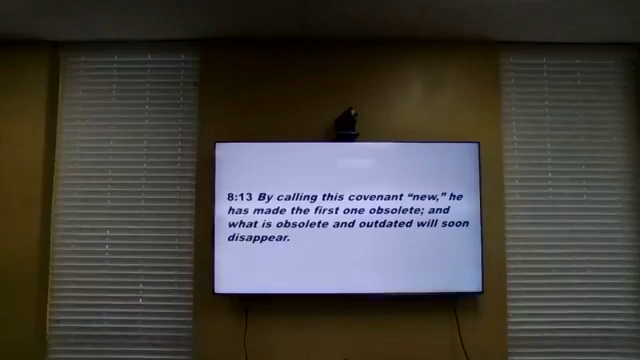 8:13 By calling this covenant “new,” he
has made the first one obsolete; and
what is obsolete and outdated will soon
disappear.